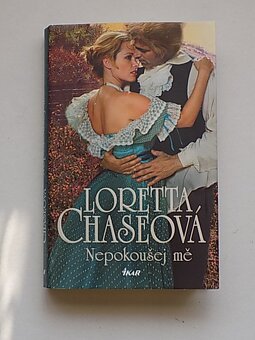 LORETTA
CHASEOVÁ
Nepokoušej mě
IKAR